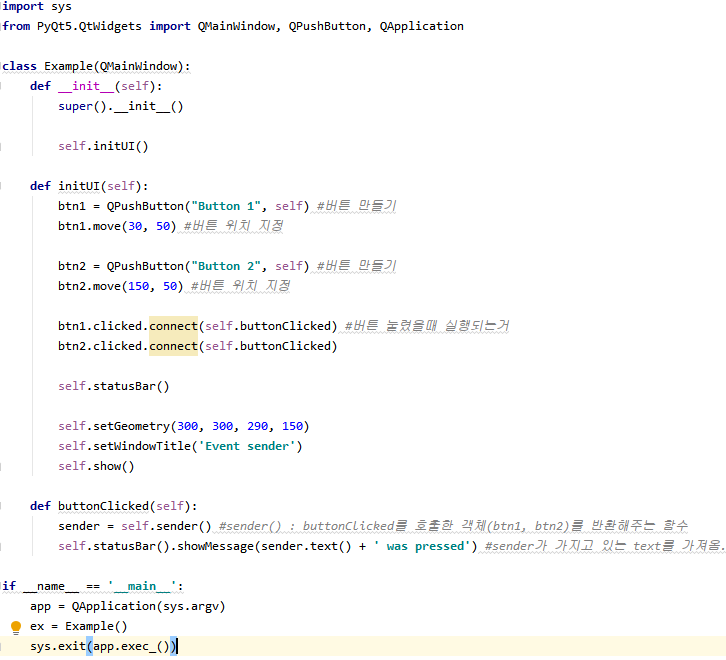 import sys
from PyQt5.QtWidgets import QMainWindow, QPushButton, QApplication
class Example(QMainWindow):
def __init__(self):
super().__init__()
self.initUI()
def initUI(self):
btn1 = QPushButton("Button 1", self) #버튼 만들기
btn1.move(30, 50) #버튼 위치 지정
btn2 = QPushButton("Button 2", self) #버튼 만들기
btn2.move(150, 50) #버튼 위치 지정
btn1.clicked.connect(self.buttonClicked) #버튼 눌렸을때 실행되는거
btn2.clicked.connect(self.buttonClicked)
self.statusBar()
self.setGeometry(300, 300, 290, 150)
self.setWindowTitle('Event sender')
self.show()
def buttonClicked(self):
sender = self.sender() #sender() : buttonClicked를 호출한 객체(btn1, btn2)를 반환해주는 함수
self.statusBar().showMessage(sender.text() + ' was pressed') #sender가 가지고 있는 text를 가져옴.
if __name__ == '__main__':
app = QApplication(sys.argv)
ex = Example()
sys.exit(app.exec_())